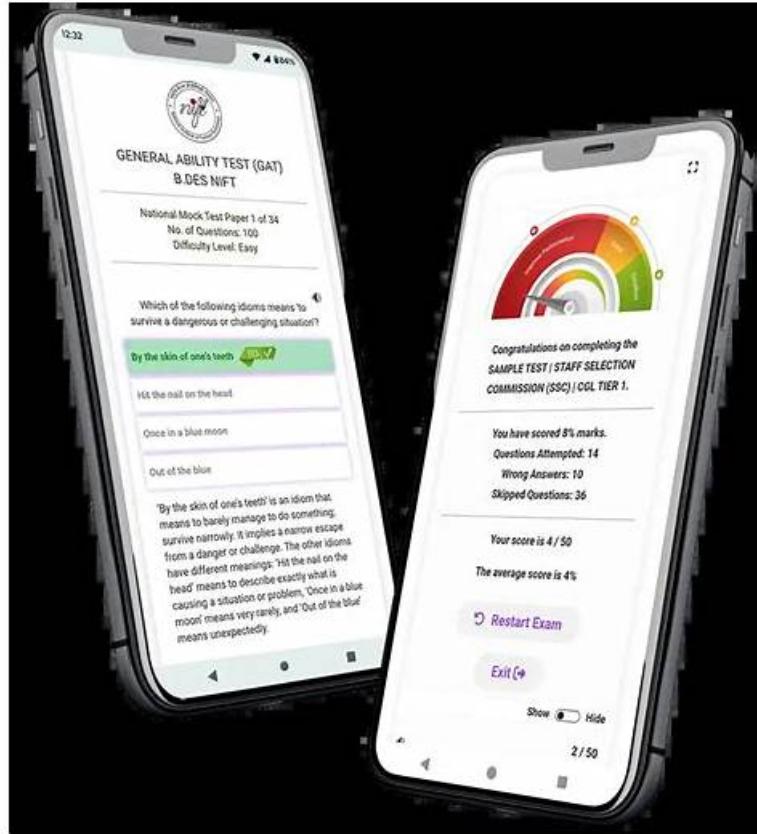 12:32
84%
nift
GENERAL ABILITY TEST (GAT)
B.DES NIFT
National Mock Test Paper 1 of 34
No. of Questions: 100
Difficulty Level: Easy
Which of the following idioms means 'to
survive a dangerous or challenging situation'?
By the skin of one's teeth
Hit the nail on the head
Once in a blue moon
Out of the blue
'By the skin of one's teeth' is an idiom that
means to barely manage to do something;
survive narrowly. It implies a narrow escape
from a danger or challenge. The other idioms
have different meanings: 'Hit the nail on the
head' means to describe exactly what is
causing a situation or problem, 'Once in a blue
moon' means very rarely, and 'Out of the blue'
means unexpectedly.
Congratulations on completing the
SAMPLE TEST | STAFF SELECTION
COMMISSION (SSC) | CGL TIER 1.
You have scored 8% marks.
Questions Attempted: 14
Wrong Answers: 10
Skipped Questions: 36
Your score is 4 / 50
The average score is 4%
Restart Exam
Exit
Show
Hide
2 / 50